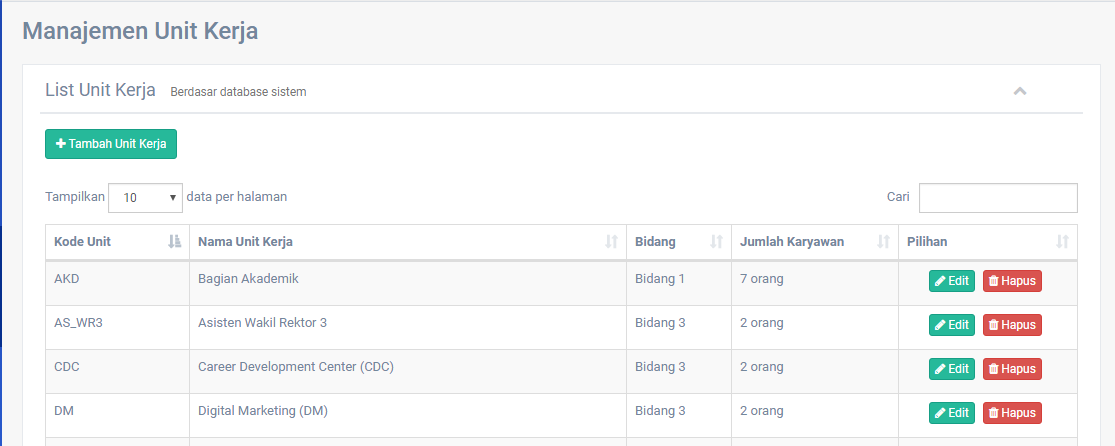 Manajemen Unit Kerja
List Unit Kerja Berdasar database sistem
Tambah Unit Kerja
Tampilkan 10 data per halaman Cari
Kode Unit Nama Unit Kerja Bidang Jumlah Karyawan Pilihan
AKD Bagian Akademik Bidang 1 7 orang Edit Hapus
AS_WR3 Asisten Wakil Rektor 3 Bidang 3 2 orang Edit Hapus
CDC Career Development Center (CDC) Bidang 3 2 orang Edit Hapus
DM Digital Marketing (DM) Bidang 3 2 orang Edit Hapus